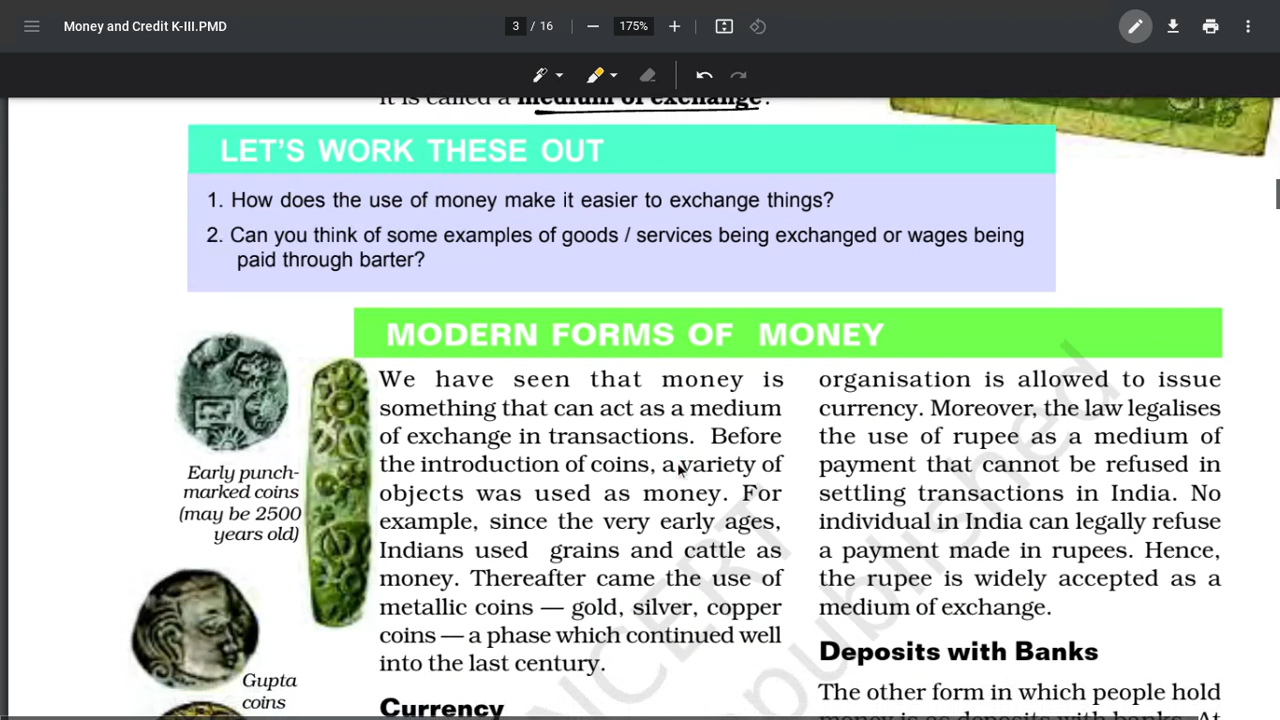 Money and Credit K-III.PMD
3 / 16
175%
it is called a medium of exchange.
LET'S WORK THESE OUT
1. How does the use of money make it easier to exchange things?
2. Can you think of some examples of goods / services being exchanged or wages being
paid through barter?
MODERN FORMS OF MONEY
Early punch-
marked coins
(may be 2500
years old)
Gupta
coins
We have seen that money is
something that can act as a medium
of exchange in transactions. Before
the introduction of coins, a variety of
objects was used as money. For
example, since the very early ages,
Indians used grains and cattle as
money. Thereafter came the use of
metallic coins — gold, silver, copper
coins — a phase which continued well
into the last century.
Currency
organisation is allowed to issue
currency. Moreover, the law legalises
the use of rupee as a medium of
payment that cannot be refused in
settling transactions in India. No
individual in India can legally refuse
a payment made in rupees. Hence,
the rupee is widely accepted as a
medium of exchange.
Deposits with Banks
The other form in which people hold
money is as deposits with banks. At
NCERT
published